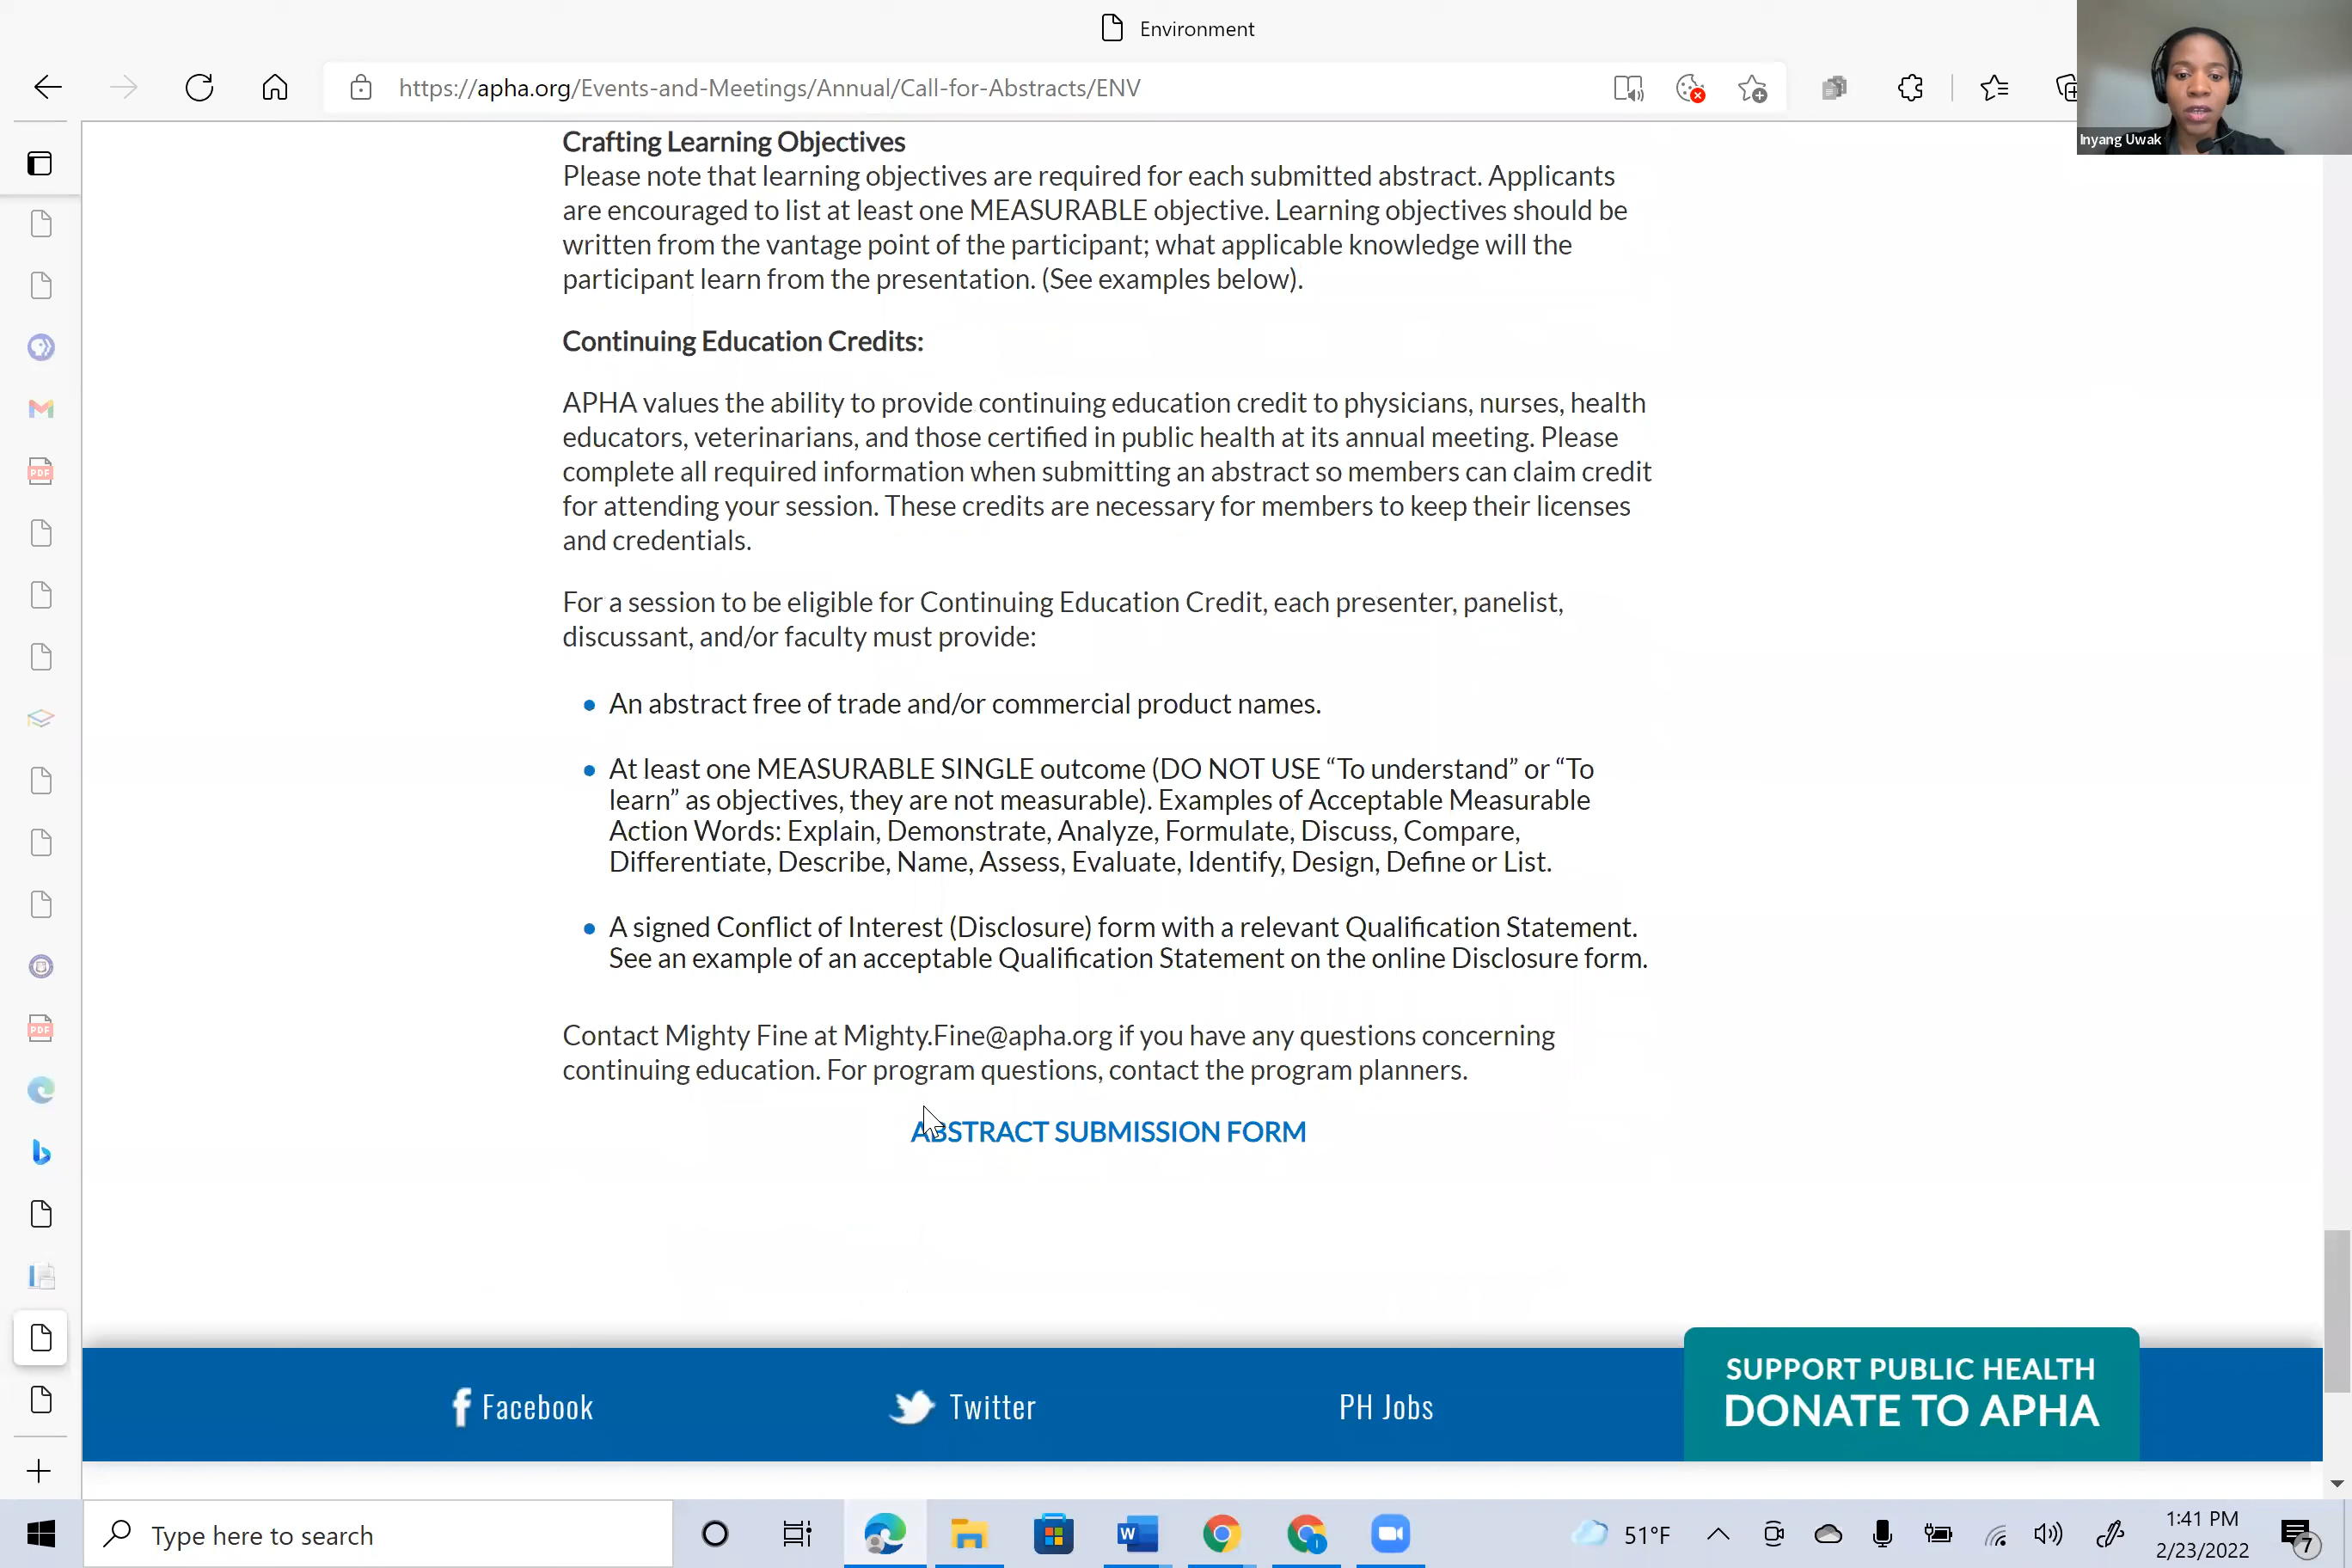 Environment
https://apha.org/Events-and-Meetings/Annual/Call-for-Abstracts/ENV
Inyang Uwak
Crafting Learning Objectives
Please note that learning objectives are required for each submitted abstract. Applicants
are encouraged to list at least one MEASURABLE objective. Learning objectives should be
written from the vantage point of the participant; what applicable knowledge will the
participant learn from the presentation. (See examples below).
Continuing Education Credits:
APHA values the ability to provide continuing education credit to physicians, nurses, health
educators, veterinarians, and those certified in public health at its annual meeting. Please
complete all required information when submitting an abstract so members can claim credit
for attending your session. These credits are necessary for members to keep their licenses
and credentials.
For a session to be eligible for Continuing Education Credit, each presenter, panelist,
discussant, and/or faculty must provide:
• An abstract free of trade and/or commercial product names.
• At least one MEASURABLE SINGLE outcome (DO NOT USE “To understand” or “To
learn” as objectives, they are not measurable). Examples of Acceptable Measurable
Action Words: Explain, Demonstrate, Analyze, Formulate, Discuss, Compare,
Differentiate, Describe, Name, Assess, Evaluate, Identify, Design, Define or List.
• A signed Conflict of Interest (Disclosure) form with a relevant Qualification Statement.
See an example of an acceptable Qualification Statement on the online Disclosure form.
Contact Mighty Fine at Mighty.Fine@apha.org if you have any questions concerning
continuing education. For program questions, contact the program planners.
ABSTRACT SUBMISSION FORM
Facebook
Twitter
PH Jobs
SUPPORT PUBLIC HEALTH
DONATE TO APHA
PDF
PDF
Type here to search
W
51°F
1:41 PM
2/23/2022
7